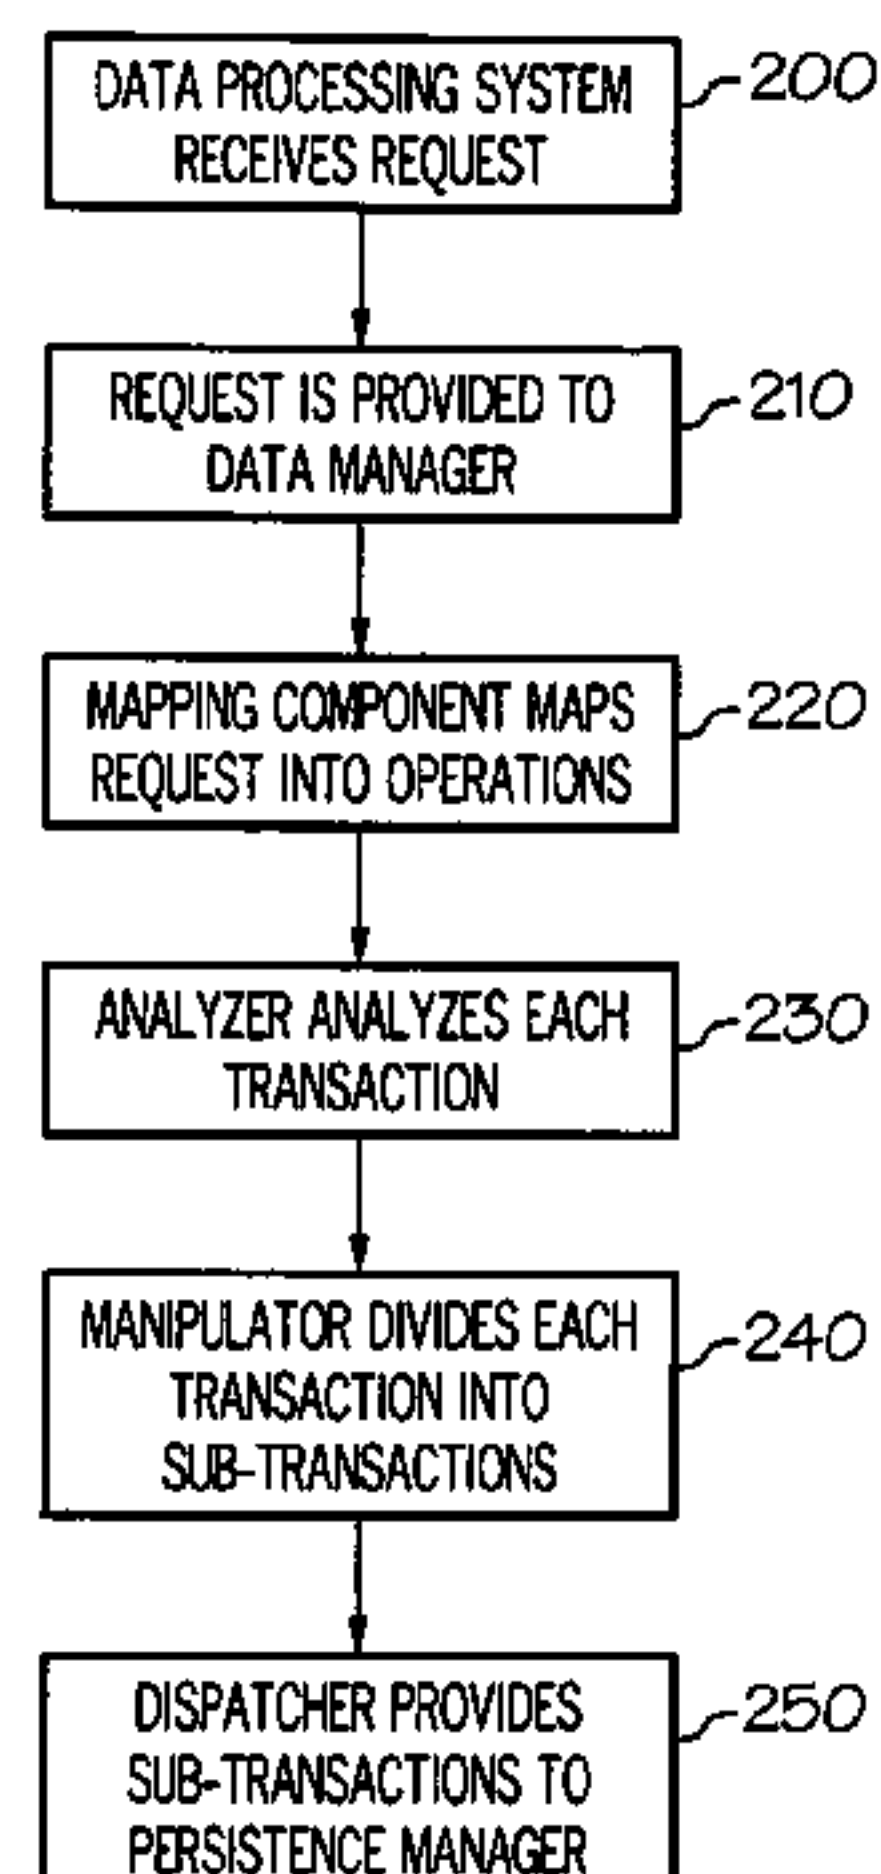 DATA PROCESSING SYSTEM
RECEIVES REQUEST
200
REQUEST IS PROVIDED TO
DATA MANAGER
210
MAPPING COMPONENT MAPS
REQUEST INTO OPERATIONS
220
ANALYZER ANALYZES EACH
TRANSACTION
230
MANIPULATOR DIVIDES EACH
TRANSACTION INTO
SUB-TRANSACTIONS
240
DISPATCHER PROVIDES
SUB-TRANSACTIONS TO
PERSISTENCE MANAGER
250